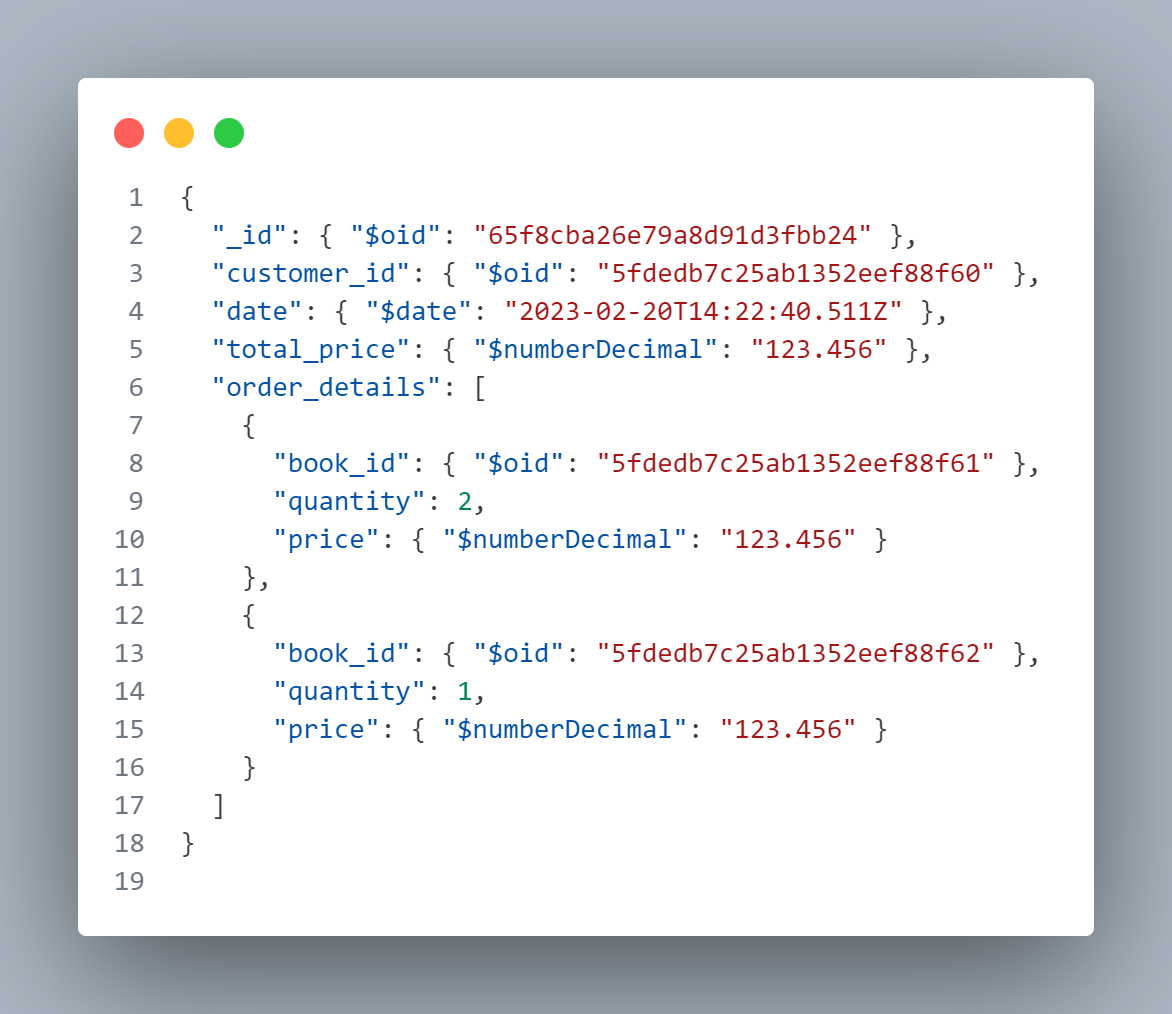 1 {
2   "_id": { "$oid": "65f8cba26e79a8d91d3fbb24" },
3   "customer_id": { "$oid": "5fdedb7c25ab1352eef88f60" },
4   "date": { "$date": "2023-02-20T14:22:40.511Z" },
5   "total_price": { "$numberDecimal": "123.456" },
6   "order_details": [
7     {
8       "book_id": { "$oid": "5fdedb7c25ab1352eef88f61" },
9       "quantity": 2,
10       "price": { "$numberDecimal": "123.456" }
11     },
12     {
13       "book_id": { "$oid": "5fdedb7c25ab1352eef88f62" },
14       "quantity": 1,
15       "price": { "$numberDecimal": "123.456" }
16     }
17   ]
18 }
19